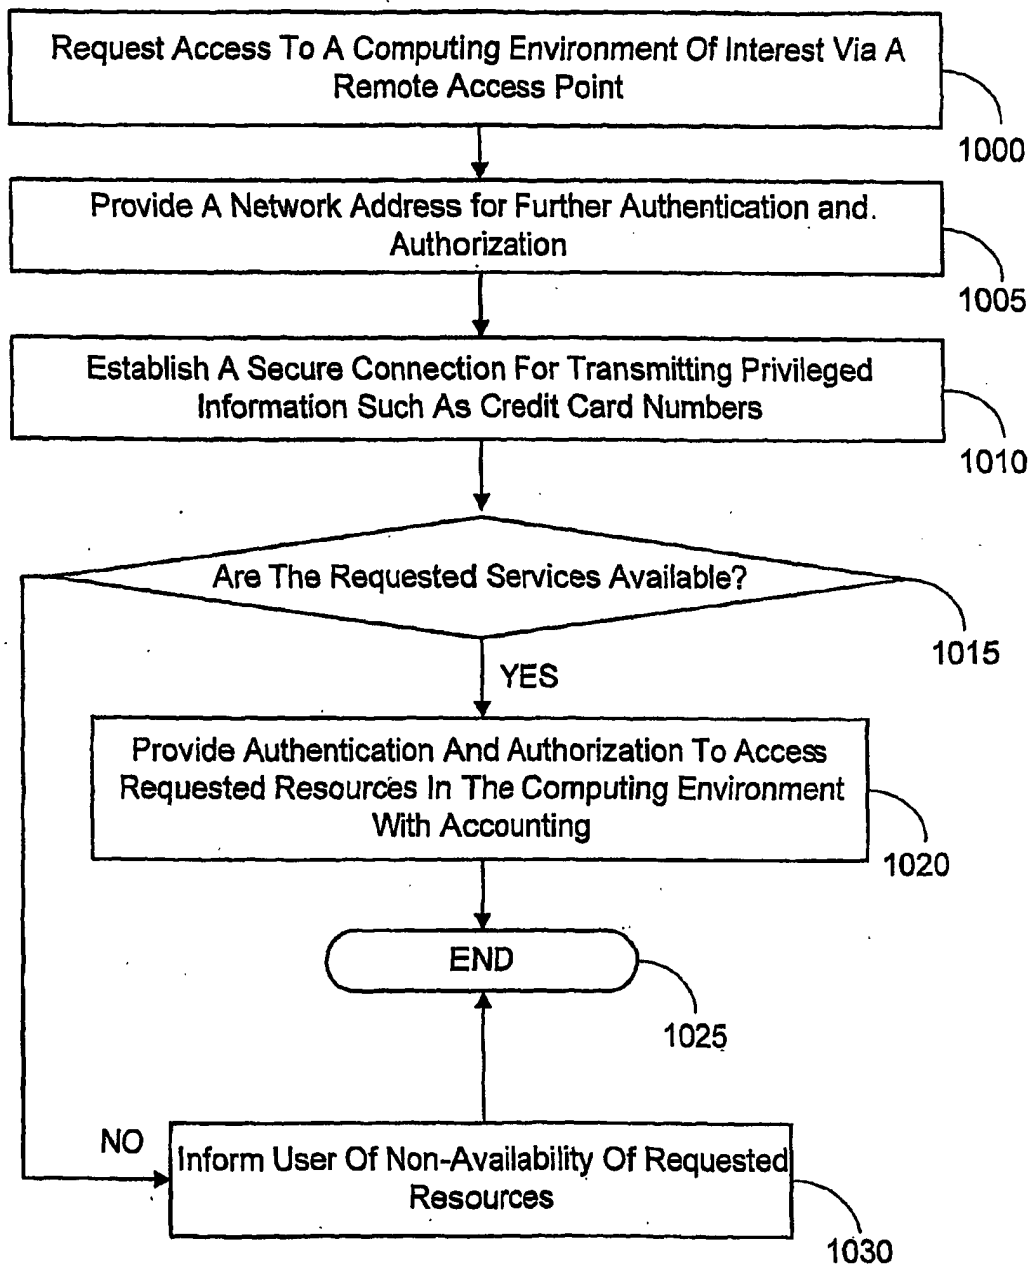 Request Access To A Computing Environment Of Interest Via A
Remote Access Point
1000
Provide A Network Address for Further Authentication and.
Authorization
1005
Establish A Secure Connection For Transmitting Privileged
Information Such As Credit Card Numbers
1010
Are The Requested Services Available?
1015
YES
Provide Authentication And Authorization To Access
Requested Resources In The Computing Environment
With Accounting
1020
END
1025
NO
Inform User Of Non-Availability Of Requested
Resources
1030